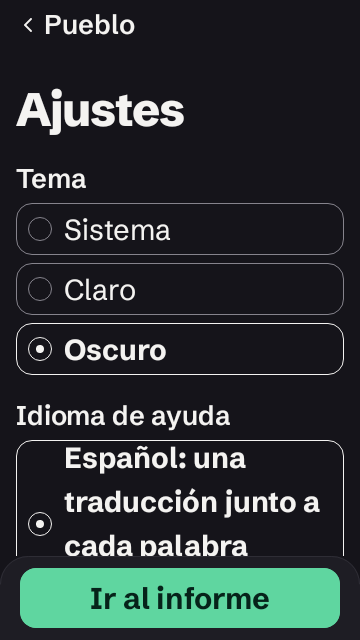 Pueblo
Ajustes
Tema
Sistema
Claro
Oscuro
Idioma de ayuda
Español: una
traducción junto a
cada palabra
Ir al informe